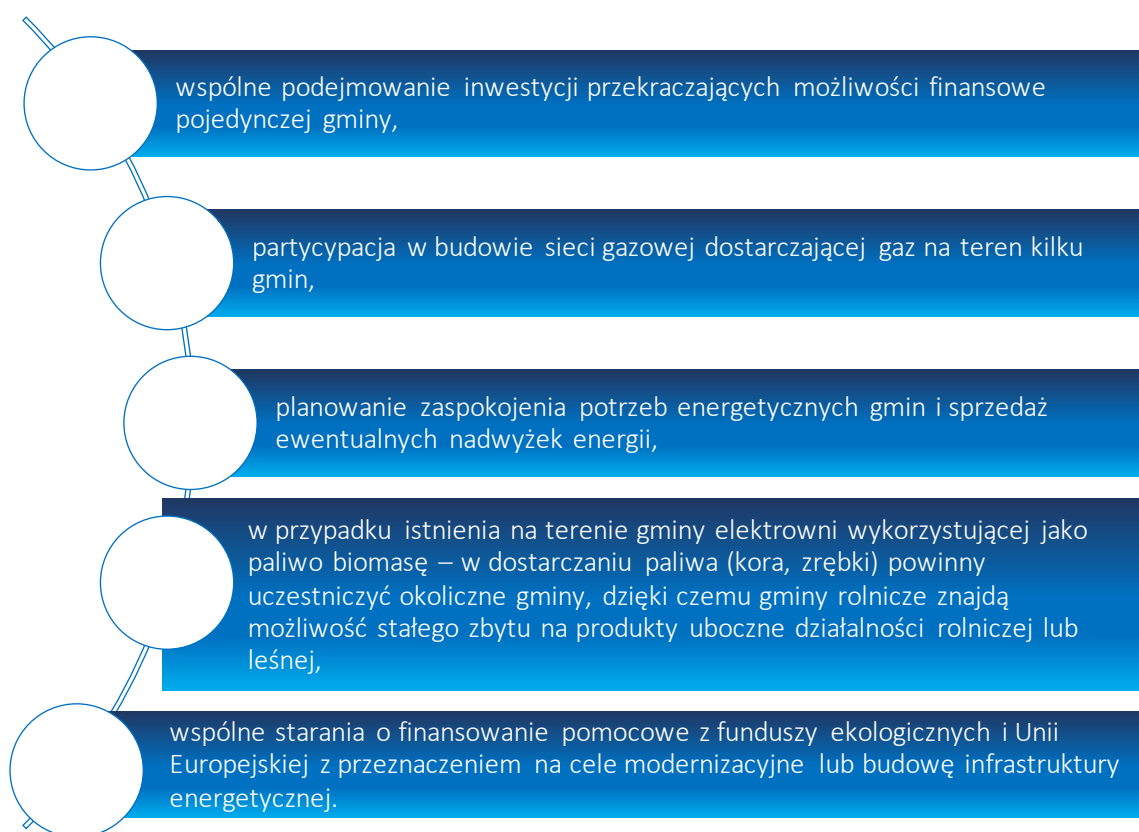 wspólne podejmowanie inwestycji przekraczających możliwości finansowe
pojedynczej gminy,
partycypacja w budowie sieci gazowej dostarczającej gaz na teren kilku
gmin,
planowanie zaspokojenia potrzeb energetycznych gmin i sprzedaż
ewentualnych nadwyżek energii,
w przypadku istnienia na terenie gminy elektrowni wykorzystującej jako
paliwo biomasę – w dostarczaniu paliwa (kora, zrębki) powinny
uczestniczyć okoliczne gminy, dzięki czemu gminy rolnicze znajdą
możliwość stałego zbytu na produkty uboczne działalności rolniczej lub
leśnej,
wspólne starania o finansowanie pomocowe z funduszy ekologicznych i Unii
Europejskiej z przeznaczeniem na cele modernizacyjne lub budowę infrastruktury
energetycznej.